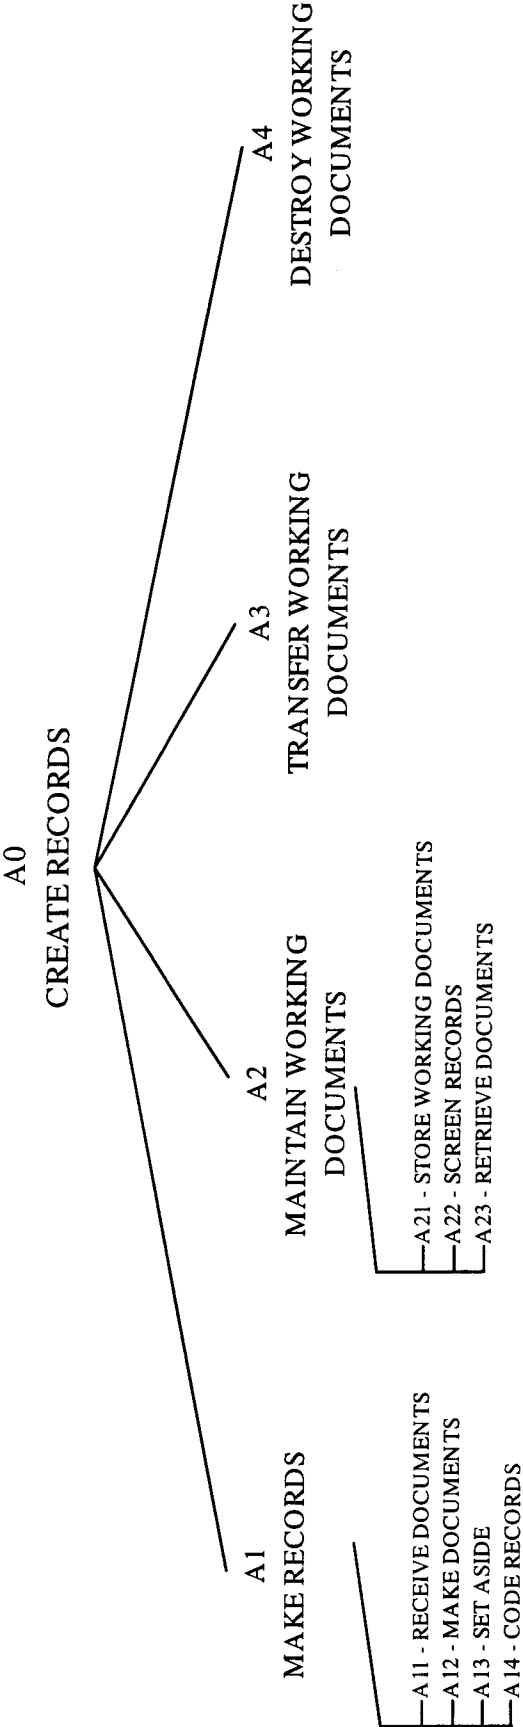 A0
CREATE RECORDS
A1
MAKE RECORDS
A11 - RECEIVE DOCUMENTS
A12 - MAKE DOCUMENTS
A13 - SET ASIDE
A14 - CODE RECORDS
A2
MAINTAIN WORKING
DOCUMENTS
A21 - STORE WORKING DOCUMENTS
A22 - SCREEN RECORDS
A23 - RETRIEVE DOCUMENTS
A3
TRANSFER WORKING
DOCUMENTS
A4
DESTROY WORKING
DOCUMENTS